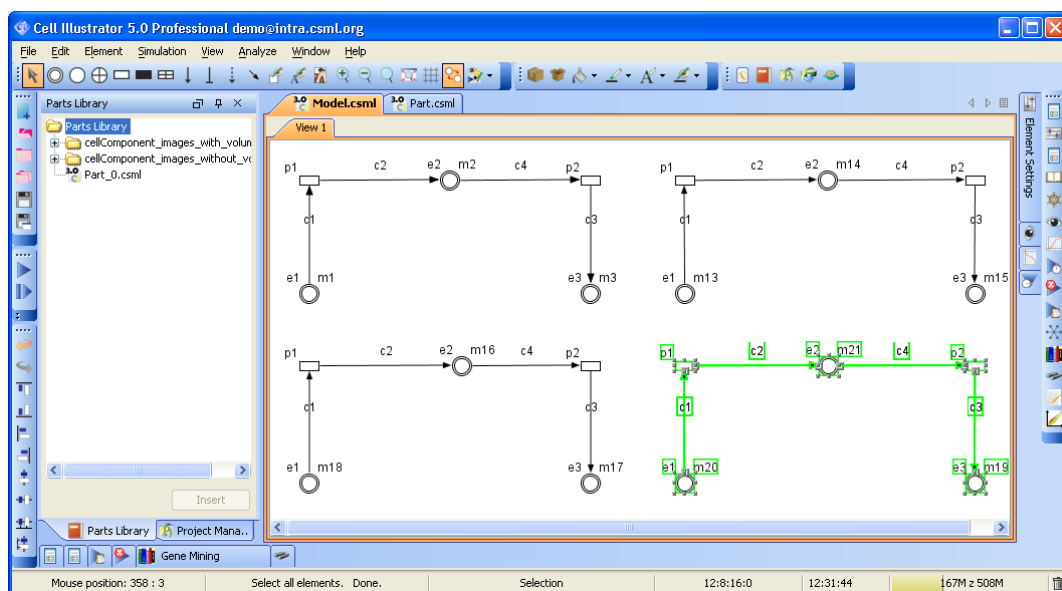 Cell Illustrator 5.0 Professional demo@intra.csml.org
File Edit Element Simulation View Analyze Window Help
Parts Library
Model.csml
Part.csml
View 1
Parts Library
cellComponent_images_with_volun
cellComponent_images_without_vo
Part_0.csml
Insert
Parts Library
Project Mana..
Gene Mining
Element Settings
p1 c2 e2 m2 c4 p2
c1 c3
e1 m1 e3 m3
p1 c2 e2 m14 c4 p2
c1 c3
e1 m13 e3 m15
p1 c2 e2 m16 c4 p2
c1 c3
e1 m18 e3 m17
p1 c2 e2 m21 c4 p2
c1 c3
e1 m20 e3 m19
Mouse position: 358 : 3
Select all elements. Done.
Selection
12:8:16:0
12:31:44
167M z 508M